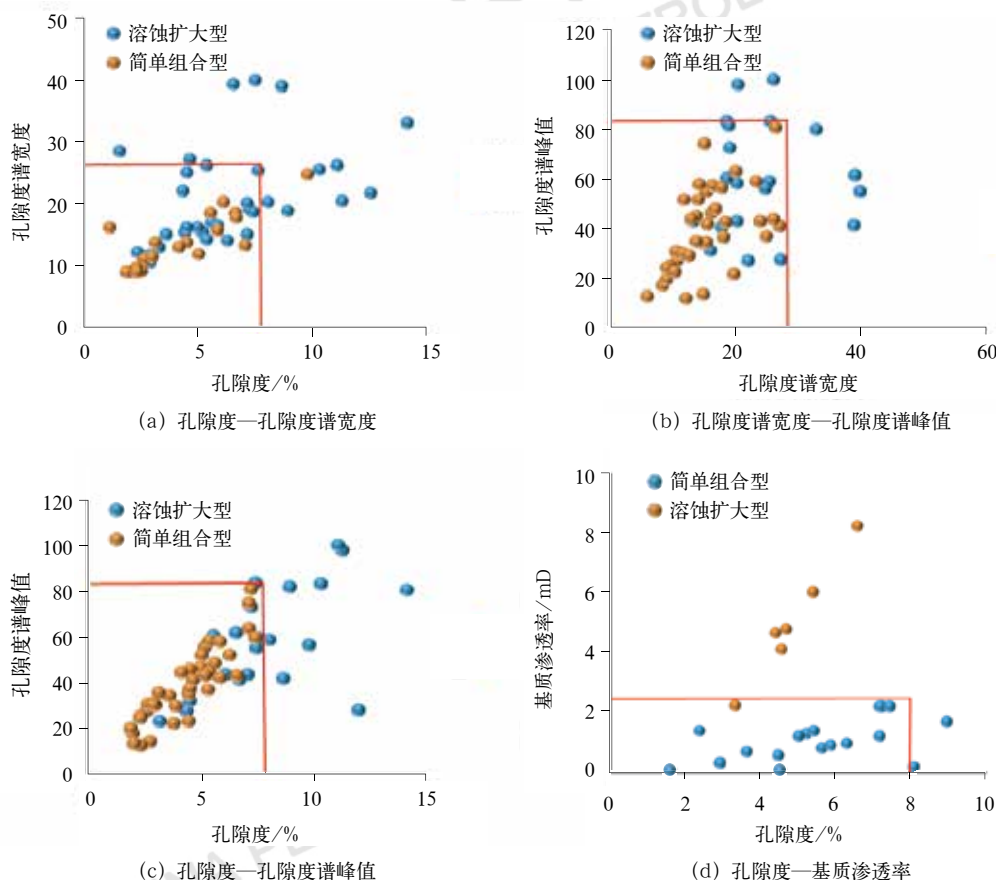 50
40
30
20
10
0
0
5
10
15
孔隙度谱宽度
孔隙度/%
溶蚀扩大型
简单组合型
(a) 孔隙度—孔隙度谱宽度
120
100
80
60
40
20
0
0
20
40
60
孔隙度谱峰值
孔隙度谱宽度
溶蚀扩大型
简单组合型
(b) 孔隙度谱宽度—孔隙度谱峰值
120
100
80
60
40
20
0
0
5
10
15
孔隙度谱峰值
孔隙度/%
溶蚀扩大型
简单组合型
(c) 孔隙度—孔隙度谱峰值
10
8
6
4
2
0
0
2
4
6
8
10
基质渗透率/mD
孔隙度/%
简单组合型
溶蚀扩大型
(d) 孔隙度—基质渗透率